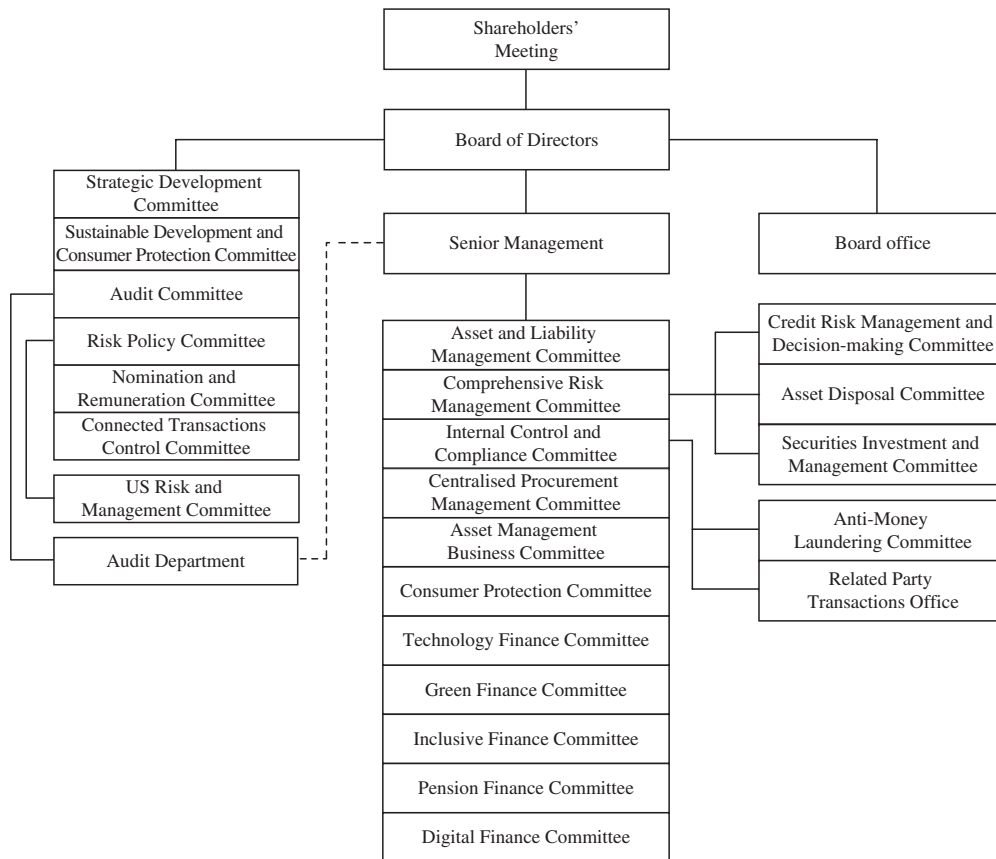 Shareholders'
Meeting
Board of Directors
Strategic Development
Committee
Sustainable Development and
Consumer Protection Committee
Audit Committee
Risk Policy Committee
Nomination and
Remuneration Committee
Connected Transactions
Control Committee
US Risk and
Management Committee
Audit Department
Senior Management
Asset and Liability
Management Committee
Comprehensive Risk
Management Committee
Internal Control and
Compliance Committee
Centralised Procurement
Management Committee
Asset Management
Business Committee
Consumer Protection Committee
Technology Finance Committee
Green Finance Committee
Inclusive Finance Committee
Pension Finance Committee
Digital Finance Committee
Board office
Credit Risk Management and
Decision-making Committee
Asset Disposal Committee
Securities Investment and
Management Committee
Anti-Money
Laundering Committee
Related Party
Transactions Office